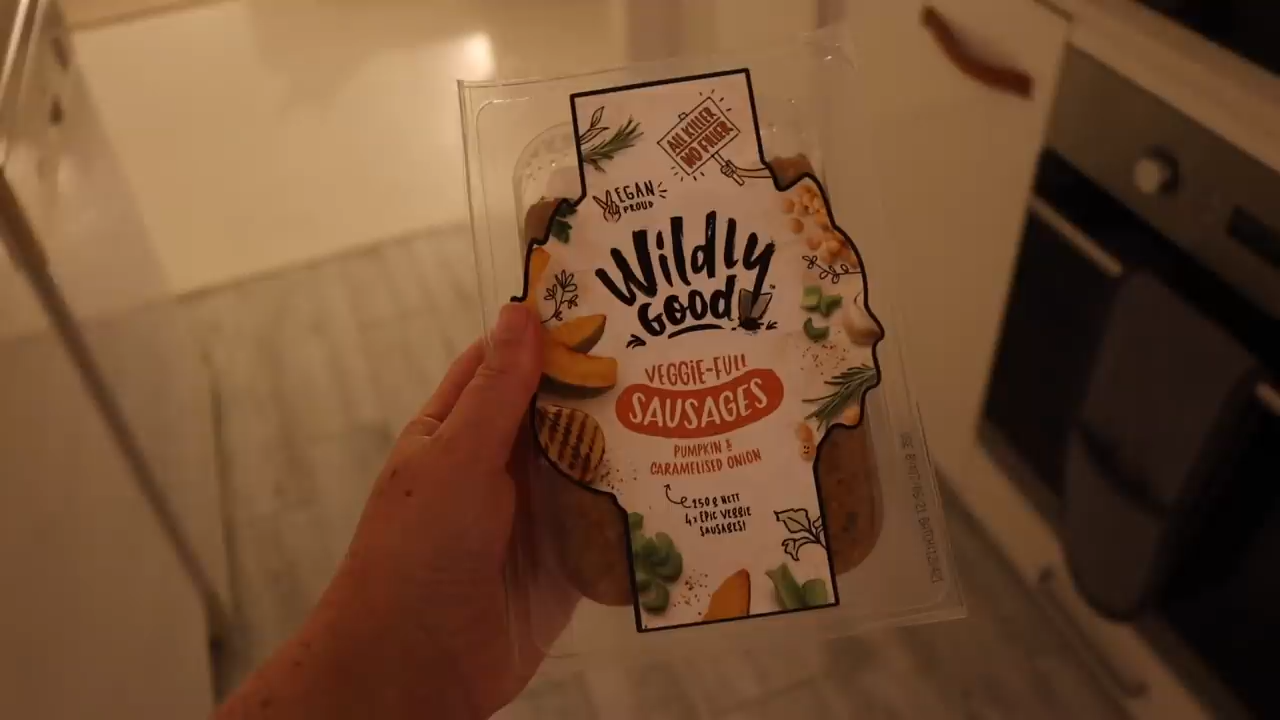 ALL KILLER
NO FILLER
VEGAN
PROUD
Wildly
GOOD
VEGGiE-FULL
SAUSAGES
PUMPKIN &
CARAMELISED ONION
250g NETT
4x EPIC VEGGIE
SAUSAGES!